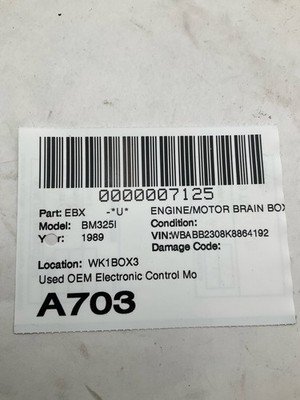 0000007125
Part: EBX -*U* ENGINE/MOTOR BRAIN BOX
Model: BM325I Condition:
Year: 1989 VIN:WBABB2308K8864192
Damage Code:
Location: WK1BOX3
Used OEM Electronic Control Mo
A703